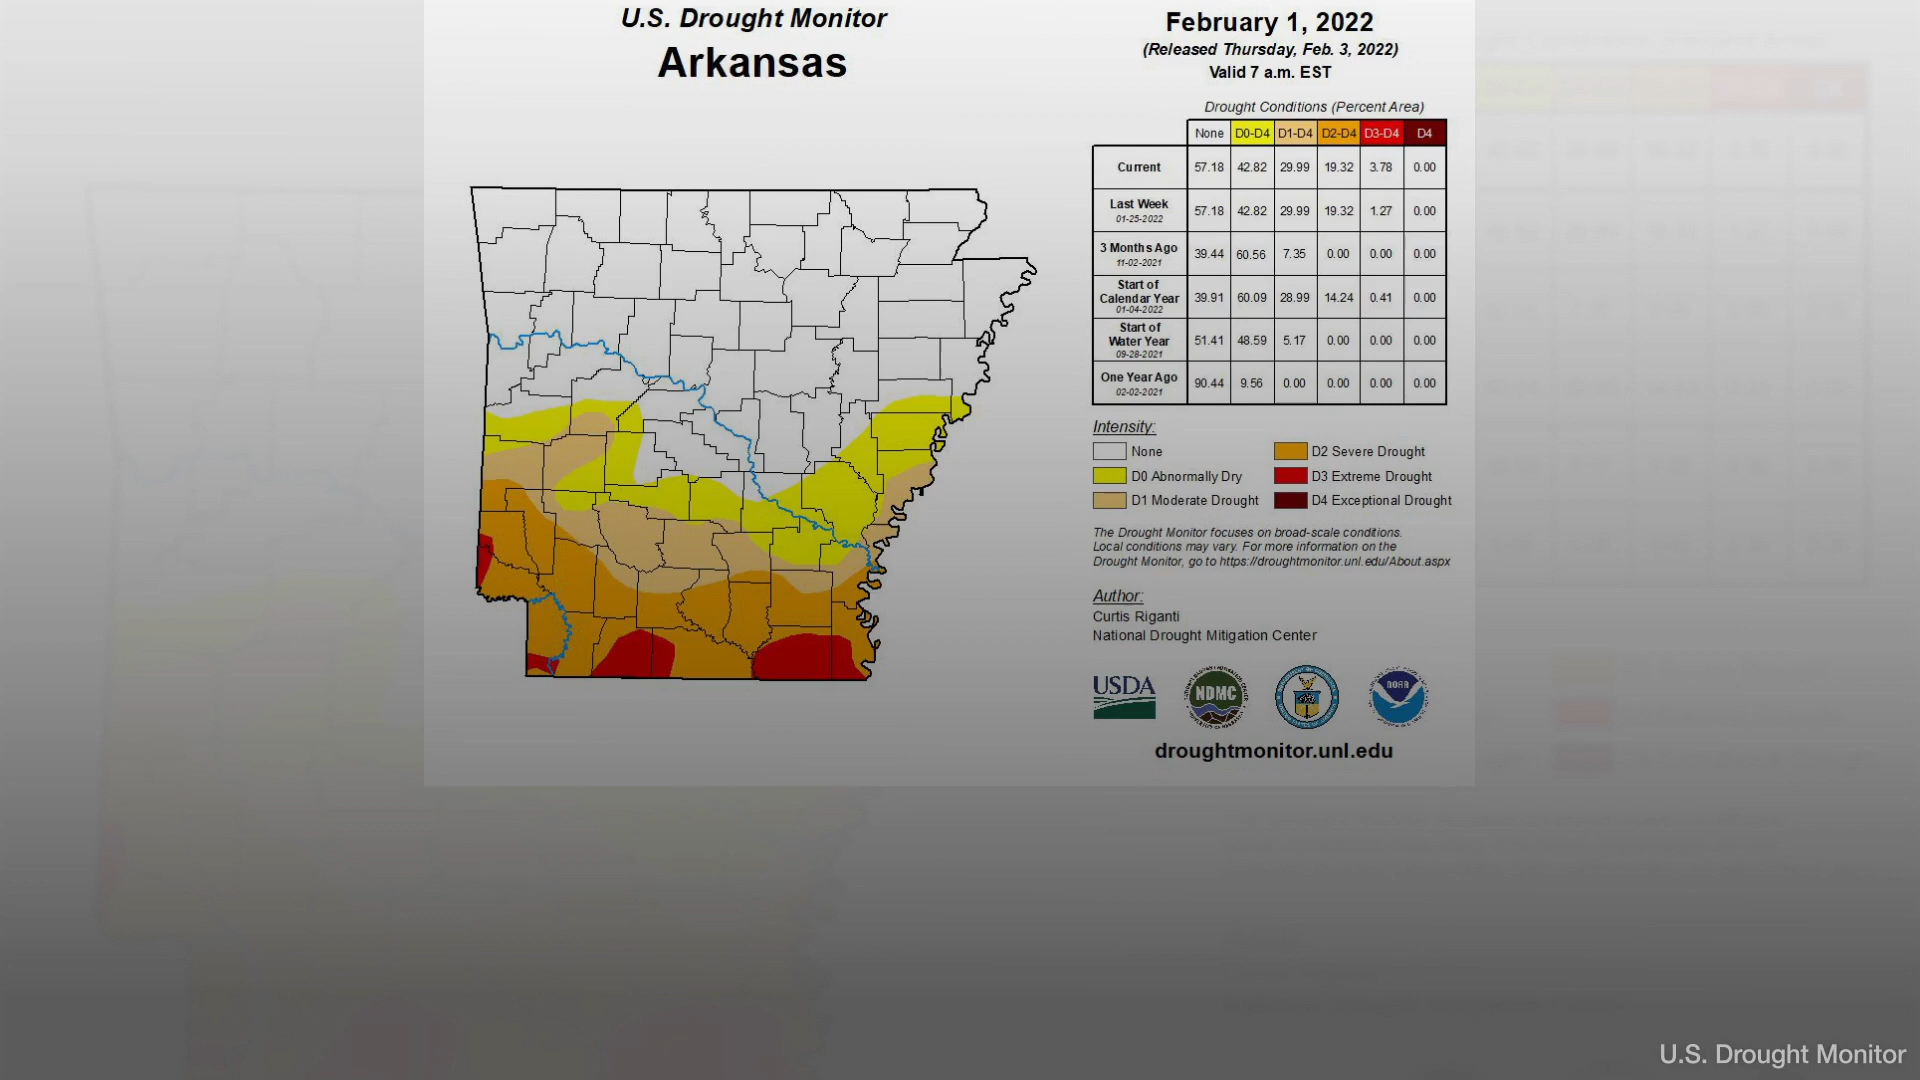 U.S. Drought Monitor
Arkansas
February 1, 2022
(Released Thursday, Feb. 3, 2022)
Valid 7 a.m. EST
Drought Conditions (Percent Area)
None D0-D4 D1-D4 D2-D4 D3-D4 D4
Current 57.18 42.82 29.99 19.32 3.78 0.00
Last Week 01-25-2022 57.18 42.82 29.99 19.32 1.27 0.00
3 Months Ago 11-02-2021 39.44 60.56 7.35 0.00 0.00 0.00
Start of Calendar Year 01-04-2022 39.91 60.09 28.99 14.24 0.41 0.00
Start of Water Year 09-28-2021 51.41 48.59 5.17 0.00 0.00 0.00
One Year Ago 02-02-2021 90.44 9.56 0.00 0.00 0.00 0.00
Intensity:
None
D0 Abnormally Dry
D1 Moderate Drought
D2 Severe Drought
D3 Extreme Drought
D4 Exceptional Drought
The Drought Monitor focuses on broad-scale conditions.
Local conditions may vary. For more information on the
Drought Monitor, go to https://droughtmonitor.unl.edu/About.aspx
Author:
Curtis Riganti
National Drought Mitigation Center
USDA
NDMC
NOAA
droughtmonitor.unl.edu
U.S. Drought Monitor